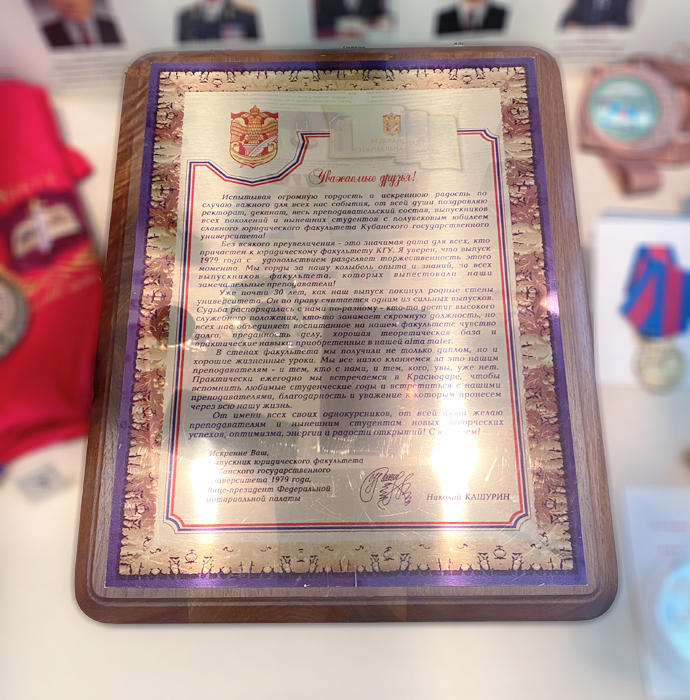 Уважаемые друзья!
Испытывая огромную гордость и искреннюю радость по
случаю важного для всех нас события, от всей души поздравляю
ректорат, деканат, весь преподавательский состав, выпускников
всех поколений и нынешних студентов с полувековым юбилеем
славного юридического факультета Кубанского государственного
университета!
Без всякого преувеличения - это значимая дата для всех, кто
причастен к юридическому факультету КГУ. Я уверен, что выпуск
1979 года с удовольствием разделяет торжественность этого
момента. Мы горды за нашу колыбель опыта и знаний, за всех
выпускников факультета, которых выпестовали наши
замечательные преподаватели!
Уже почти 30 лет, как наш выпуск покинул родные стены
университета. Он по праву считается одним из сильных выпусков.
Судьба распорядилась с нами по-разному - кто-то достиг высокого
служебного положения, кто-то занимает скромную должность, но
всех нас объединяет воспитанное на нашем факультете чувство
долга, преданность делу, хорошая теоретическая база и
практические навыки, приобретенные в нашей alma mater.
В стенах факультета мы получили не только диплом, но и
хорошие жизненные уроки. Мы все низко кланяемся за это нашим
преподавателям - и тем, кто с нами, и тем, кого, увы, уже нет.
Практически ежегодно мы встречаемся в Краснодаре, чтобы
вспомнить любимые студенческие годы и встретиться с нашими
преподавателями, благодарность и уважение к которым пронесем
через всю нашу жизнь.
От имени всех своих однокурсников, от всей души желаю
преподавателям и нынешним студентам новых творческих
успехов, оптимизма, энергии и радости открытий! С юбилеем!
Искренне Ваш,
выпускник юридического факультета
Кубанского государственного
университета 1979 года,
Вице-президент Федеральной
нотариальной палаты
Николай КАШУРИН